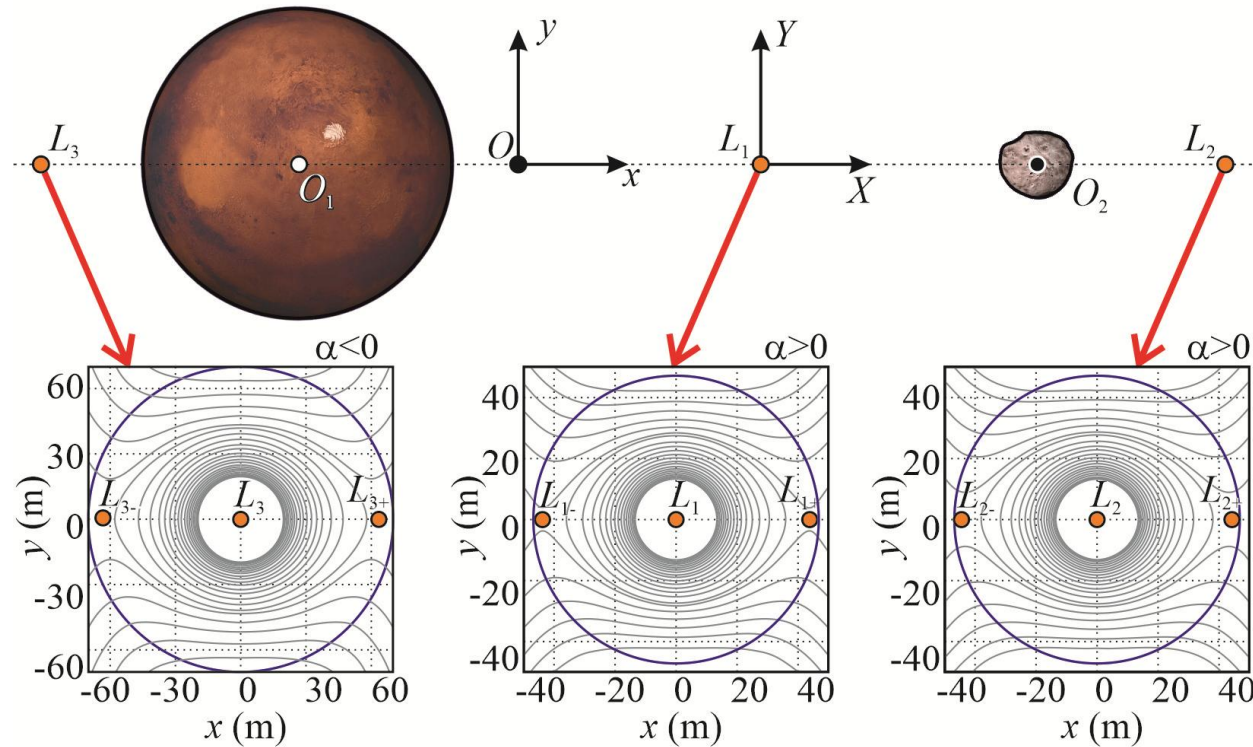 y
Y
L₃
O
L₁
L₂
O₁
x
X
O₂
α<0
α>0
α>0
60
30
0
-30
-60
y (m)
L₃₋
L₃
L₃₊
-60 -30 0 30 60
x (m)
40
20
0
-20
-40
y (m)
L₁₋
L₁
L₁₊
-40 -20 0 20 40
x (m)
40
20
0
-20
-40
y (m)
L₂₋
L₂
L₂₊
-40 -20 0 20 40
x (m)